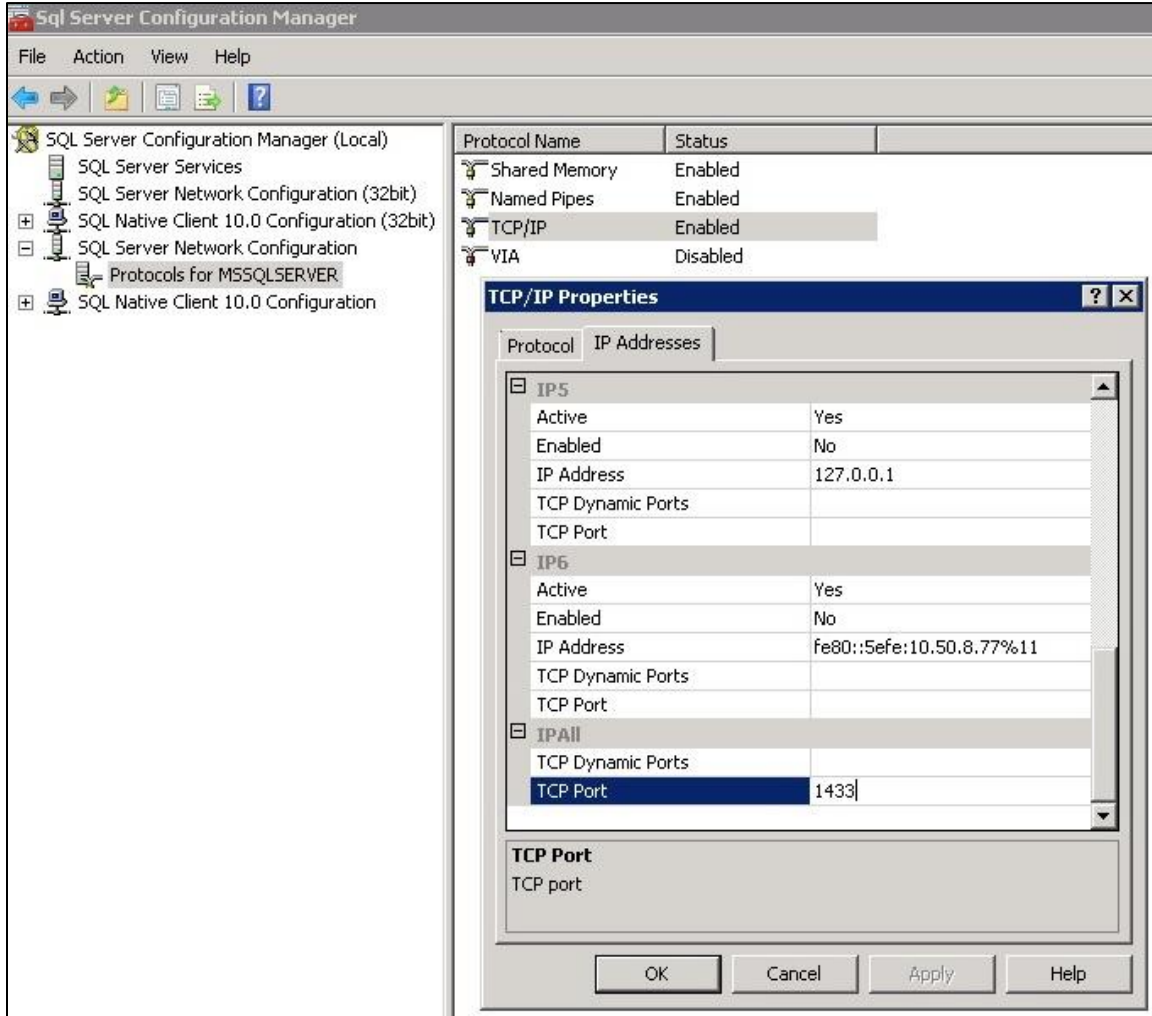 Sql Server Configuration Manager
File Action View Help
SQL Server Configuration Manager (Local)
SQL Server Services
SQL Server Network Configuration (32bit)
SQL Native Client 10.0 Configuration (32bit)
SQL Server Network Configuration
Protocols for MSSQLSERVER
SQL Native Client 10.0 Configuration
Protocol Name Status
Shared Memory Enabled
Named Pipes Enabled
TCP/IP Enabled
VIA Disabled
TCP/IP Properties
Protocol IP Addresses
IP5
Active Yes
Enabled No
IP Address 127.0.0.1
TCP Dynamic Ports
TCP Port
IP6
Active Yes
Enabled No
IP Address fe80::5efe:10.50.8.77%11
TCP Dynamic Ports
TCP Port
IPAll
TCP Dynamic Ports
TCP Port 1433
TCP Port
TCP port
OK Cancel Apply Help